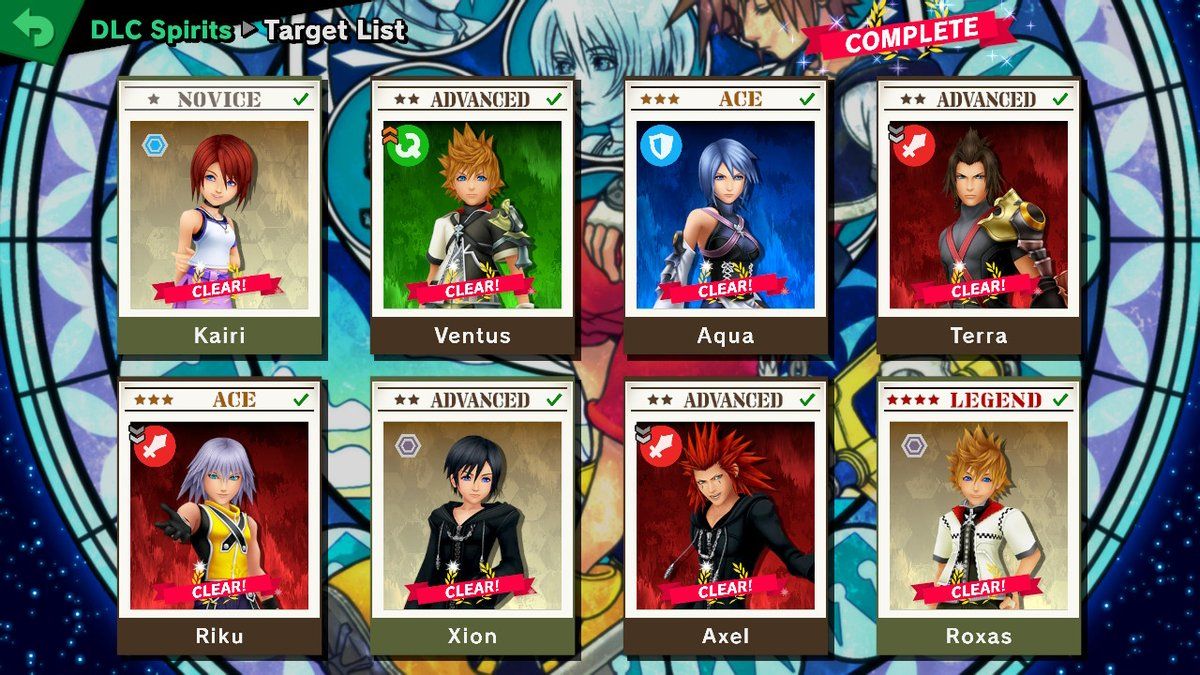 DLC Spirits ▶ Target List
COMPLETE
★ NOVICE ✓
CLEAR!
Kairi
★★ ADVANCED ✓
CLEAR!
Ventus
★★★ ACE ✓
CLEAR!
Aqua
★★ ADVANCED ✓
CLEAR!
Terra
★★★ ACE ✓
CLEAR!
Riku
★★ ADVANCED ✓
CLEAR!
Xion
★★ ADVANCED ✓
CLEAR!
Axel
★★★★ LEGEND ✓
CLEAR!
Roxas